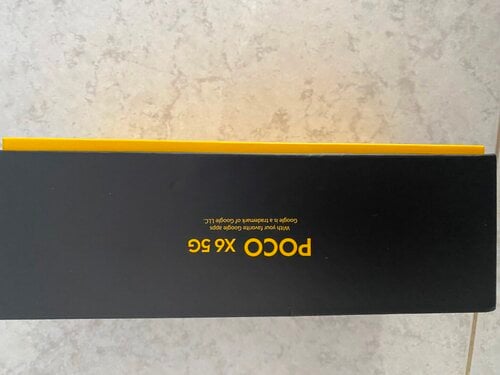 POCO X6 5G
With your favorite Google apps
Google is a trademark of Google LLC.